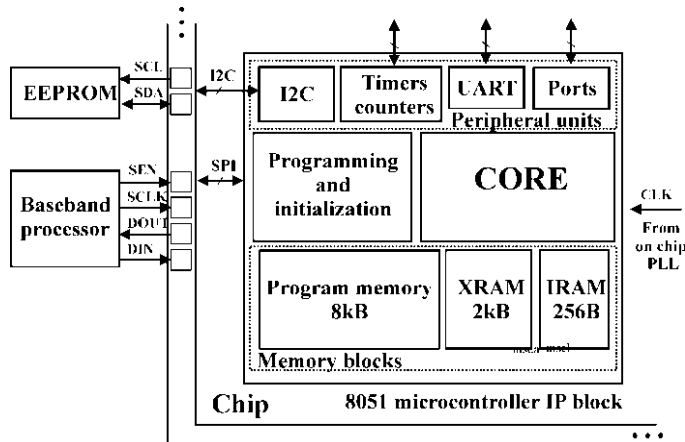 SCL
EEPROM
SDA
I2C
I2C
Timers
counters
UART
Ports
Peripheral units
SEN
SCLK
Baseband
processor
DOUT
DIN
SPI
Programming
and
initialization
CORE
CLK
From
on chip
PLL
Program memory
8kB
XRAM
2kB
IRAM
256B
Memory blocks
Chip
8051 microcontroller IP block